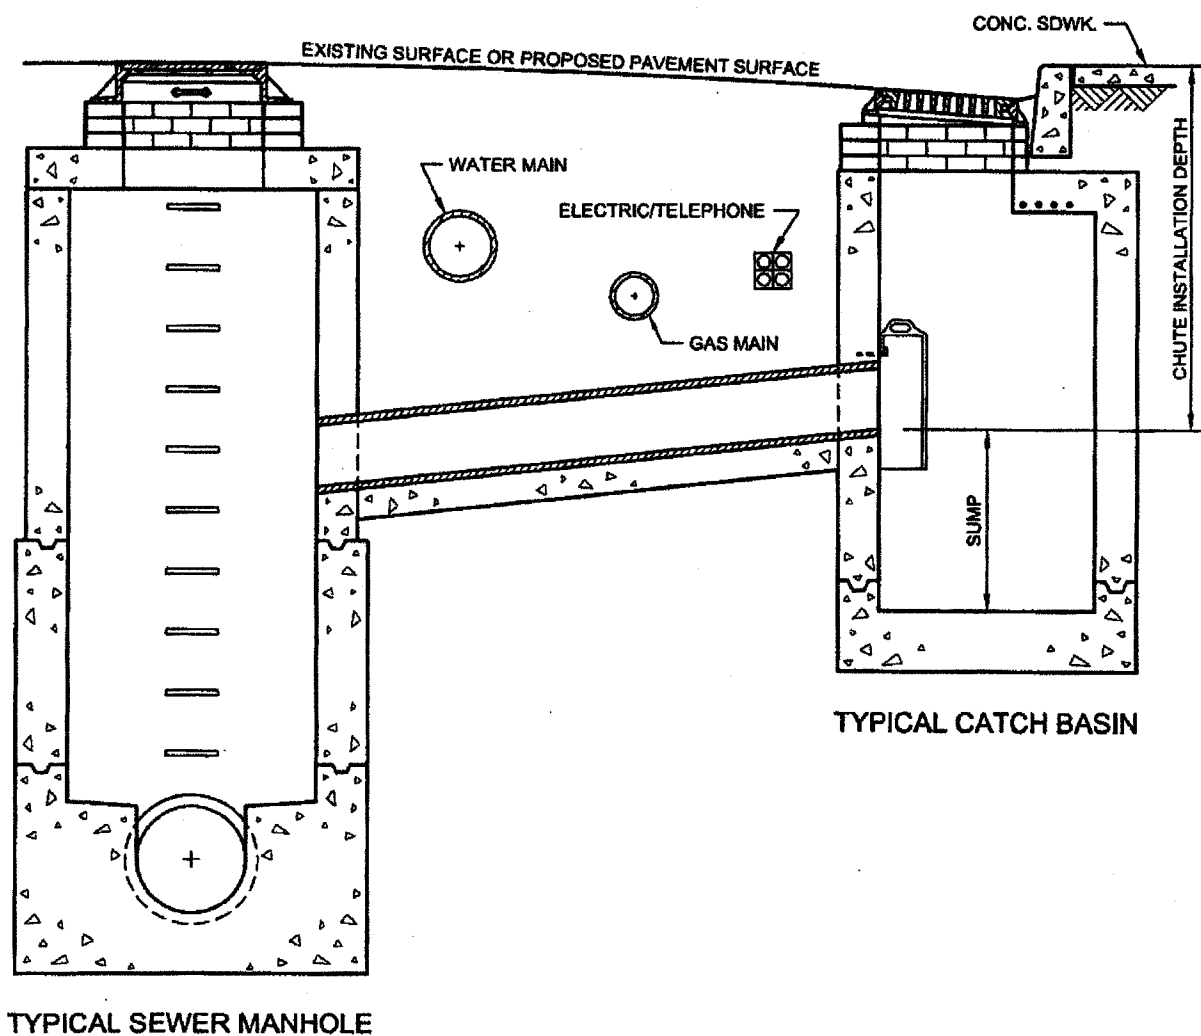 CONC. SDWK.
EXISTING SURFACE OR PROPOSED PAVEMENT SURFACE
WATER MAIN
ELECTRIC/TELEPHONE
GAS MAIN
CHUTE INSTALLATION DEPTH
SUMP
TYPICAL CATCH BASIN
TYPICAL SEWER MANHOLE